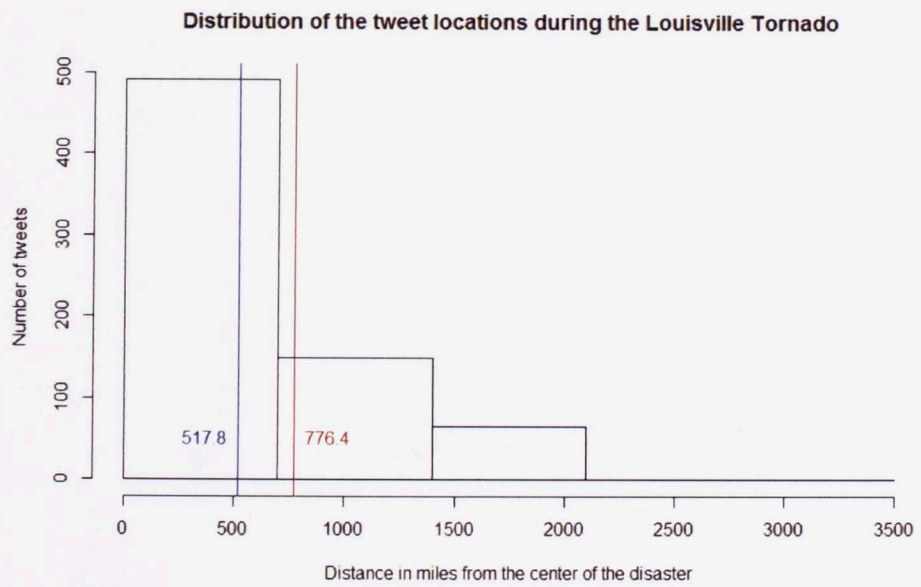 Distribution of the tweet locations during the Louisville Tornado
Number of tweets
500
400
300
200
100
0
517.8
776.4
0 500 1000 1500 2000 2500 3000 3500
Distance in miles from the center of the disaster